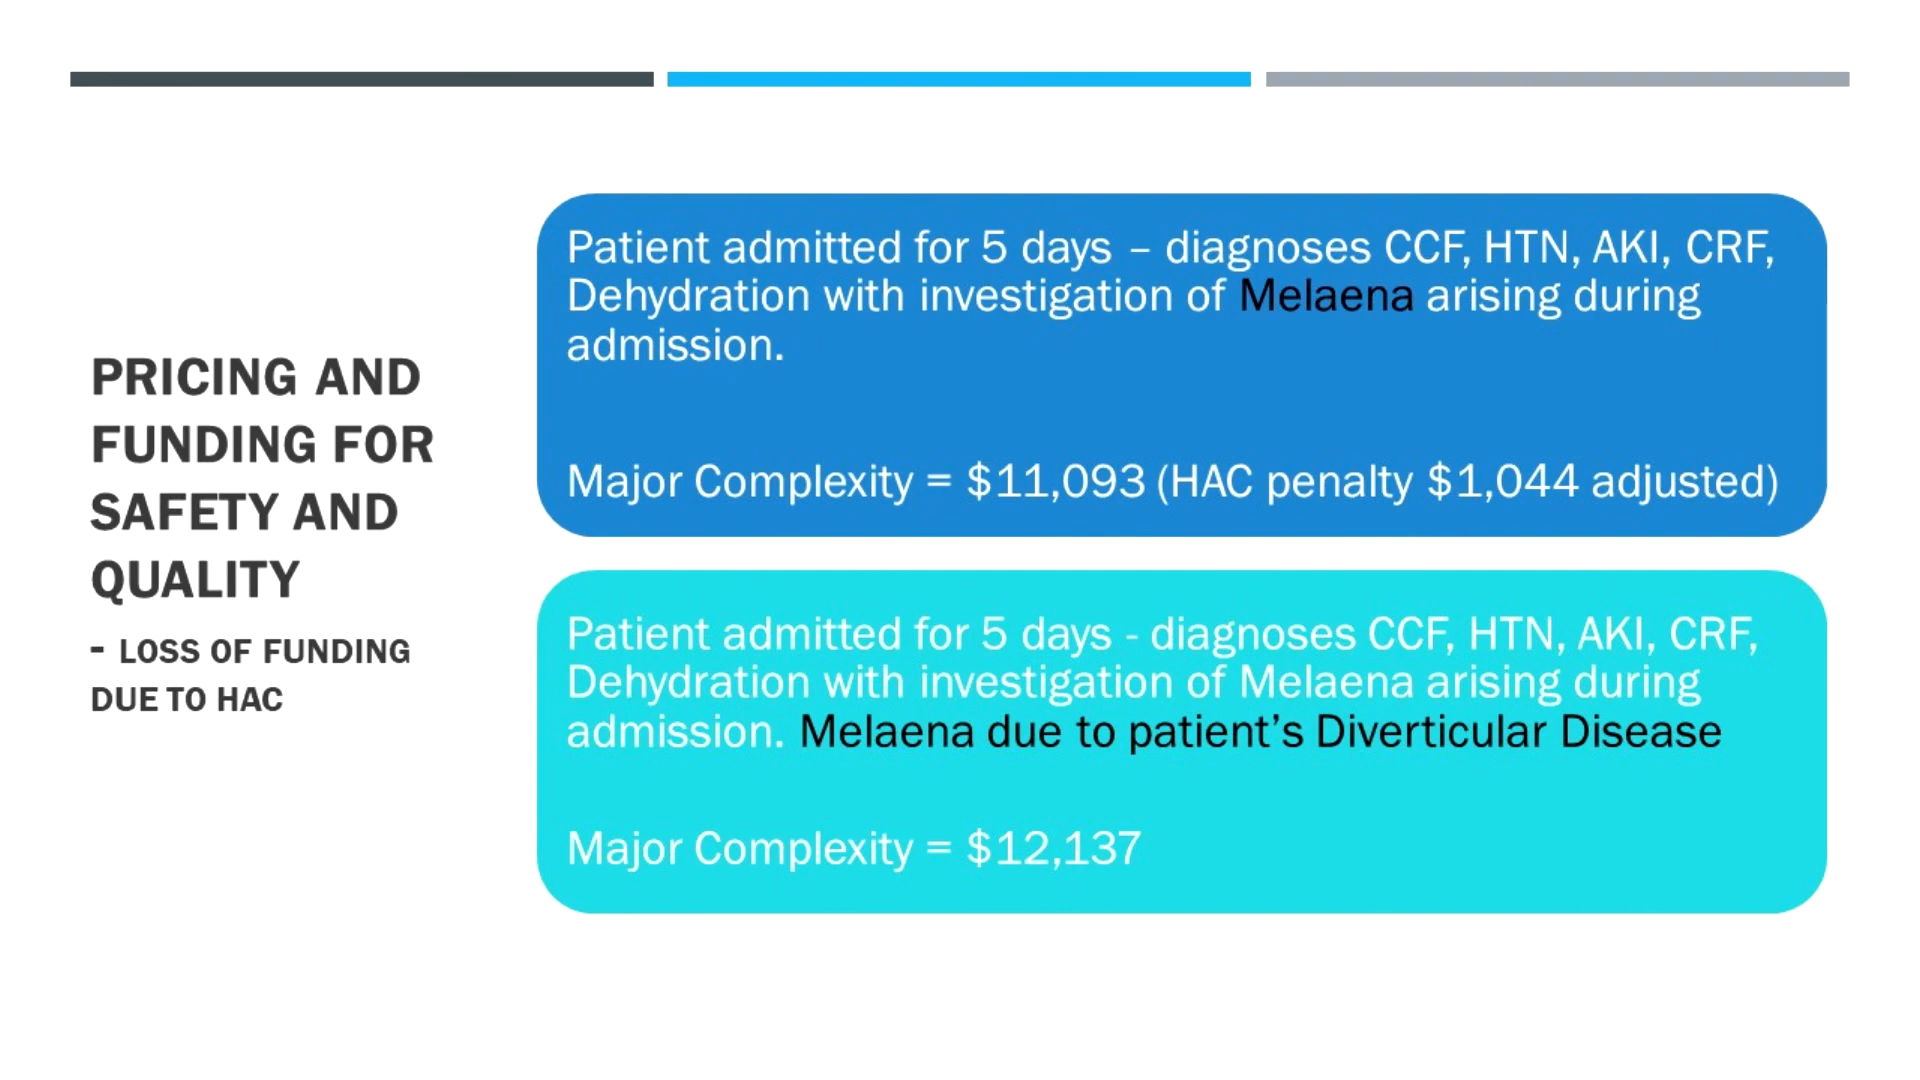 PRICING AND
FUNDING FOR
SAFETY AND
QUALITY
- LOSS OF FUNDING
DUE TO HAC
Patient admitted for 5 days – diagnoses CCF, HTN, AKI, CRF,
Dehydration with investigation of Melaena arising during
admission.
Major Complexity = $11,093 (HAC penalty $1,044 adjusted)
Patient admitted for 5 days - diagnoses CCF, HTN, AKI, CRF,
Dehydration with investigation of Melaena arising during
admission. Melaena due to patient’s Diverticular Disease
Major Complexity = $12,137